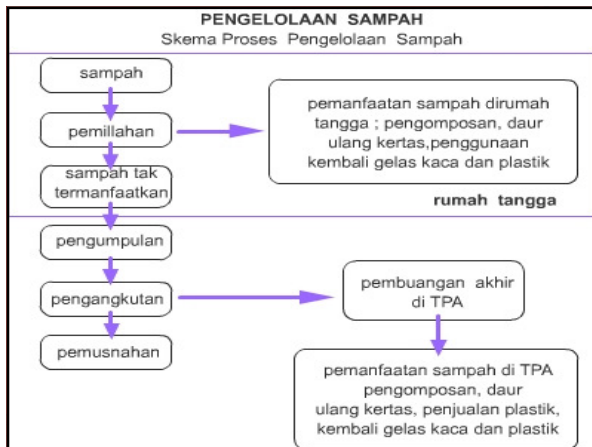 PENGELOLAAN SAMPAH
Skema Proses Pengelolaan Sampah
sampah
pemillahan
pemanfaatan sampah dirumah
tangga ; pengomposan, daur
ulang kertas,penggunaan
kembali gelas kaca dan plastik
sampah tak
termanfaatkan
rumah tangga
pengumpulan
pengangkutan
pembuangan akhir
di TPA
pemusnahan
pemanfaatan sampah di TPA
pengomposan, daur
ulang kertas, penjualan plastik,
kembali gelas kaca dan plastik